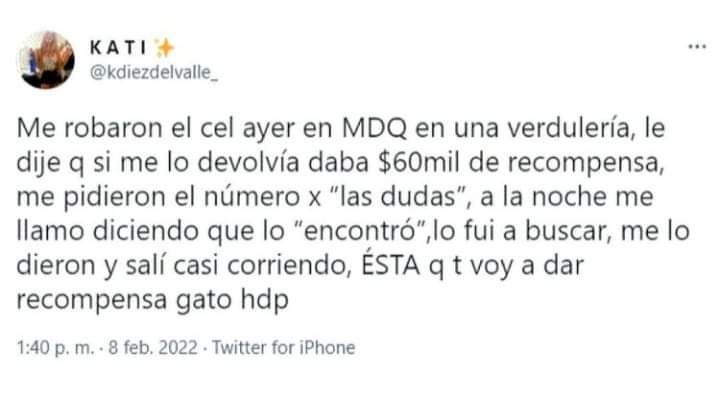 KATI✨
@kdiezdelvalle_
Me robaron el cel ayer en MDQ en una verdulería, le
dije q si me lo devolvía daba $60mil de recompensa,
me pidieron el número x "las dudas", a la noche me
llamo diciendo que lo "encontró",lo fui a buscar, me lo
dieron y salí casi corriendo, ÉSTA q t voy a dar
recompensa gato hdp
1:40 p. m. · 8 feb. 2022 · Twitter for iPhone